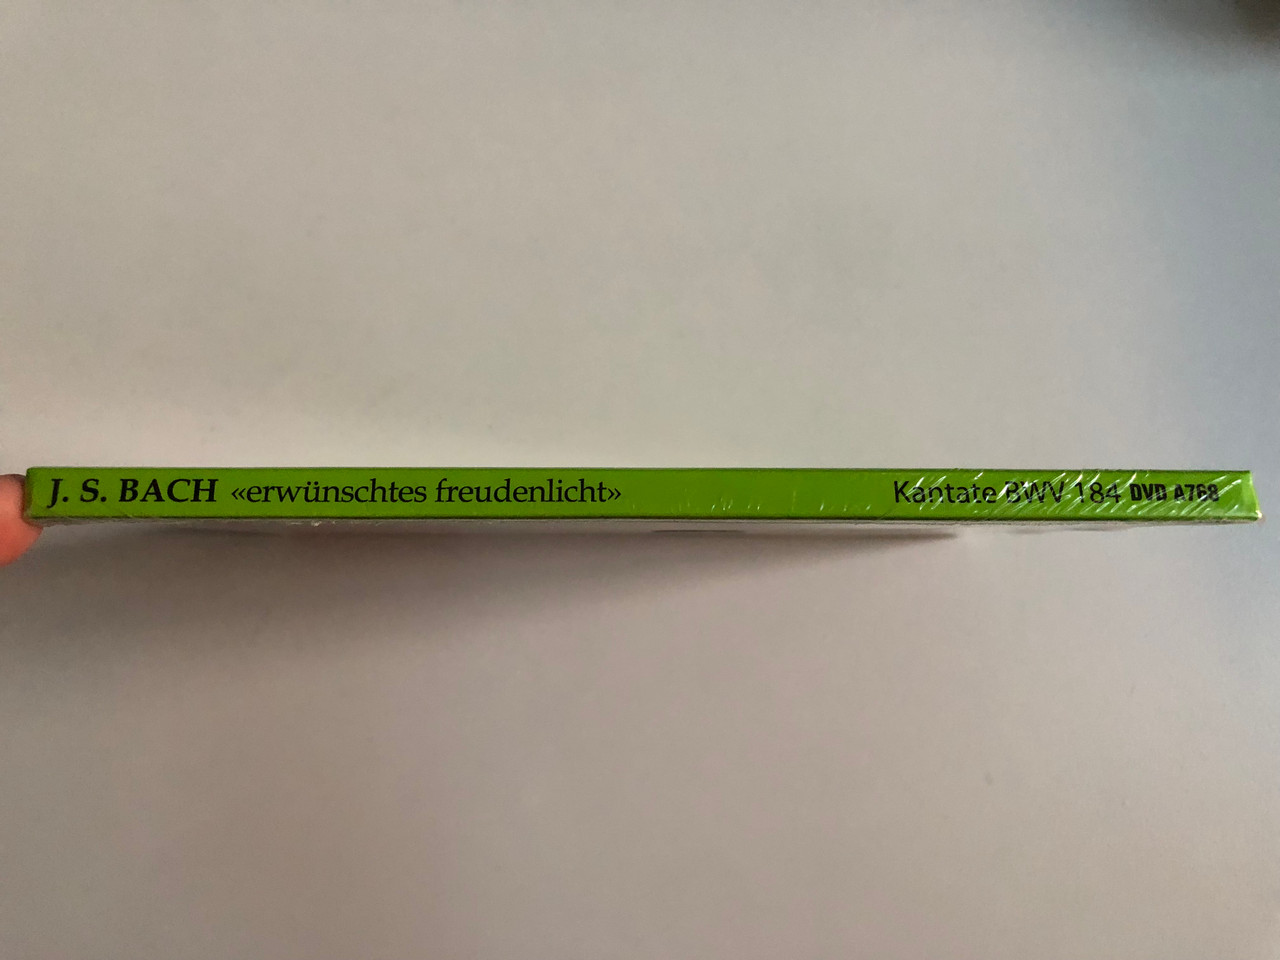 J. S. BACH «erwünschtes freudenlicht» Kantate BWV 184 DVD A768